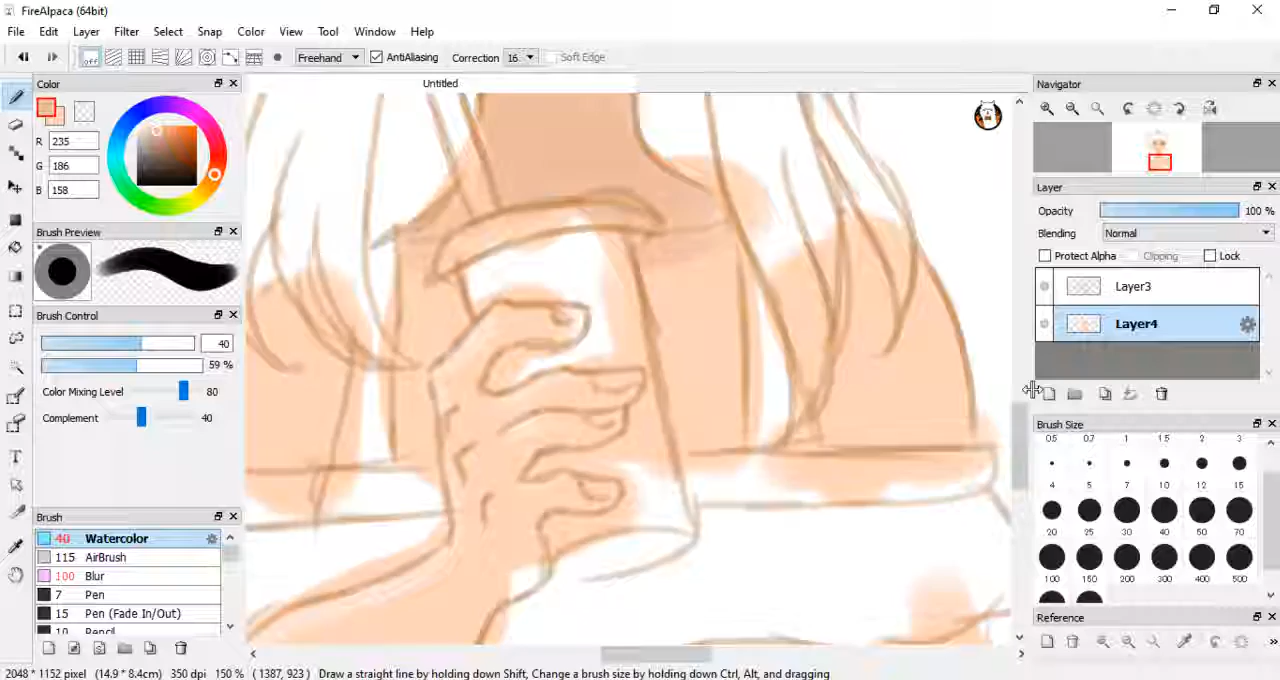 FireAlpaca (64bit)
File Edit Layer Filter Select Snap Color View Tool Window Help
off Freehand AntiAliasing Correction 16 Soft Edge
Color
Untitled
Navigator
R 235
G 186
B 158
Layer
Opacity 100 %
Blending Normal
Protect Alpha Clipping Lock
Layer3
Layer4
Brush Preview
Brush Control
40
59 %
Color Mixing Level 80
Complement 40
Brush
40 Watercolor
115 AirBrush
100 Blur
7 Pen
15 Pen (Fade In/Out)
10 Pencil
Brush Size
0.5 0.7 1 1.5 2 3
4 5 7 10 12 15
20 25 30 40 50 70
100 150 200 300 400 500
Reference
2048 * 1152 pixel (14.9 * 8.4cm) 350 dpi 150 % ( 1387, 923 ) Draw a straight line by holding down Shift, Change a brush size by holding down Ctrl, Alt, and dragging